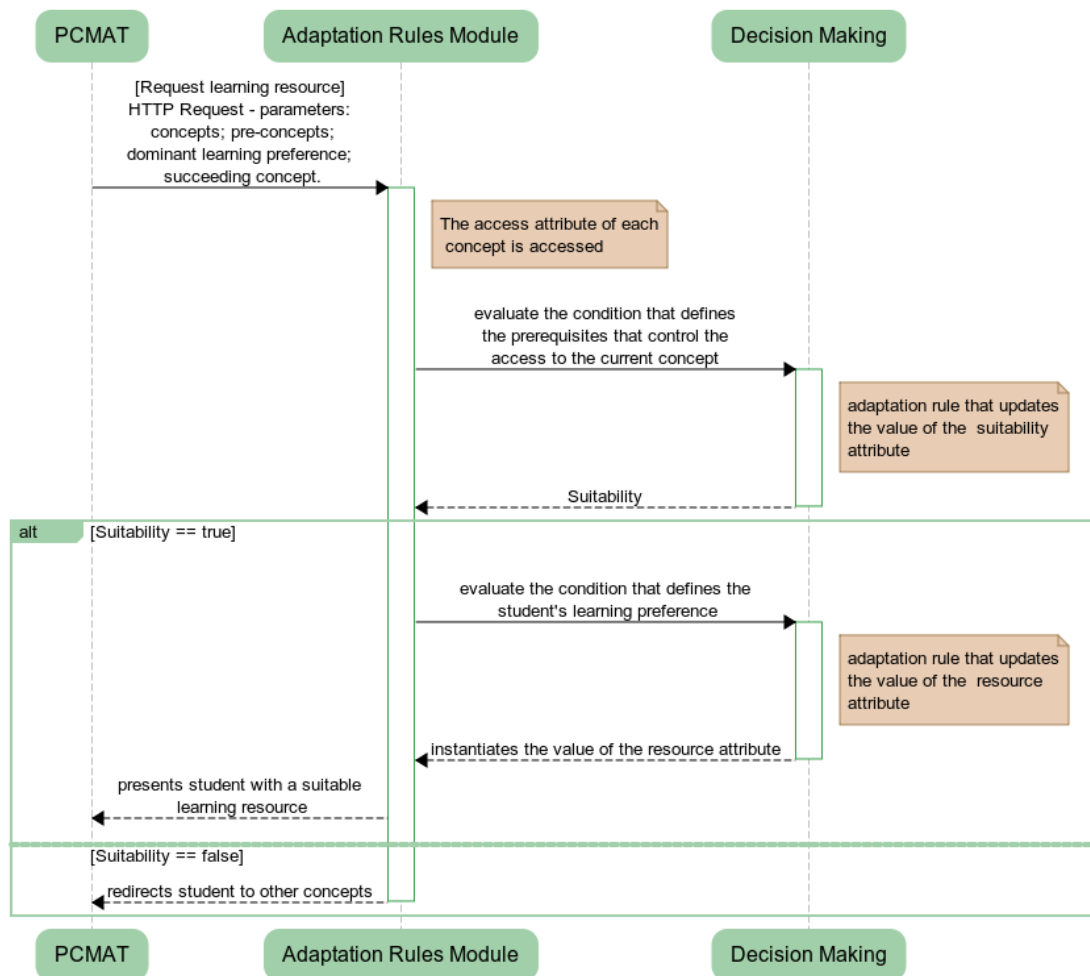 PCMAT
Adaptation Rules Module
Decision Making
[Request learning resource]
HTTP Request - parameters:
concepts; pre-concepts;
dominant learning preference;
succeeding concept.
The access attribute of each
concept is accessed
evaluate the condition that defines
the prerequisites that control the
access to the current concept
adaptation rule that updates
the value of the  suitability
attribute
Suitability
alt
[Suitability == true]
evaluate the condition that defines the
student's learning preference
adaptation rule that updates
the value of the  resource
attribute
instantiates the value of the resource attribute
presents student with a suitable
learning resource
[Suitability == false]
redirects student to other concepts
PCMAT
Adaptation Rules Module
Decision Making